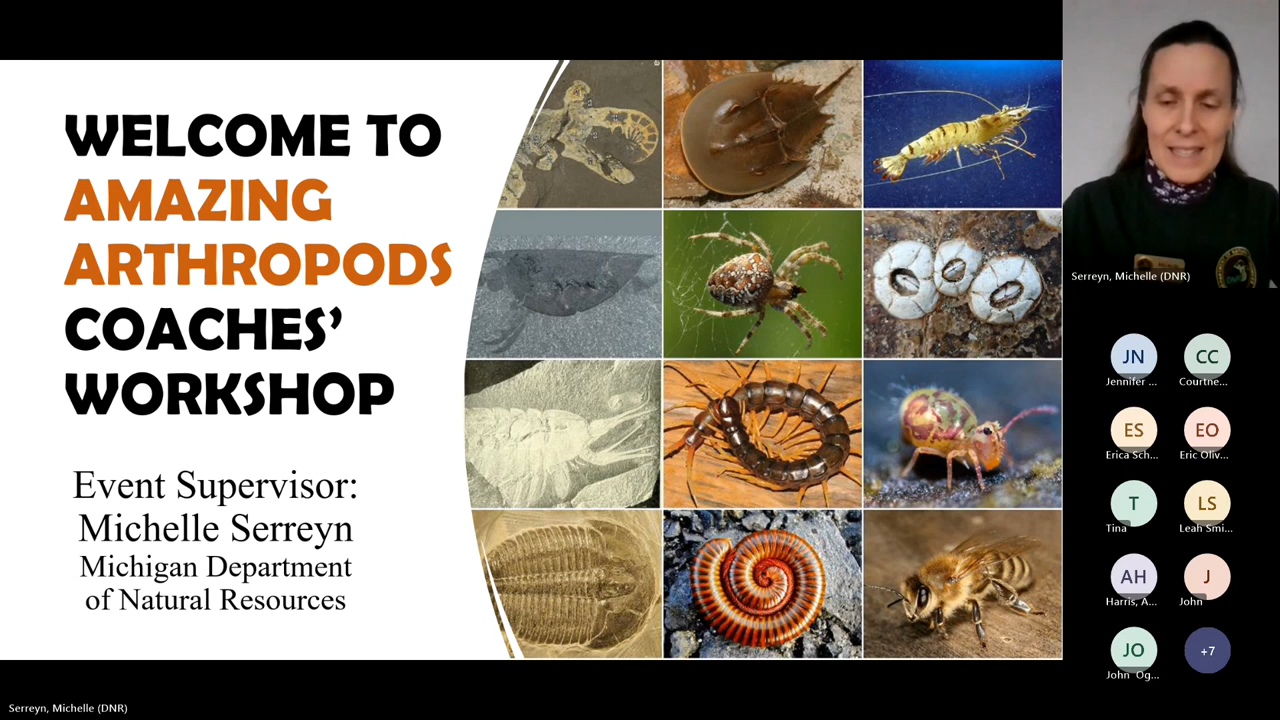 WELCOME TO
AMAZING
ARTHROPODS
COACHES’
WORKSHOP
Event Supervisor:
Michelle Serreyn
Michigan Department
of Natural Resources
Serreyn, Michelle (DNR)
JN
CC
Jennifer ...
Courtne...
ES
EO
Erica Sch...
Eric Oliv...
T
LS
Tina
Leah Smi...
AH
J
Harris, A...
John
JO
+7
John Og...
Serreyn, Michelle (DNR)